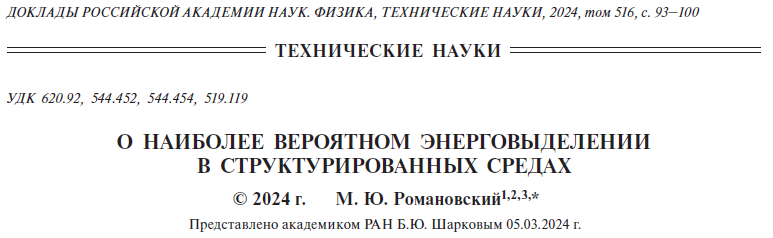 ДОКЛАДЫ РОССИЙСКОЙ АКАДЕМИИ НАУК. ФИЗИКА, ТЕХНИЧЕСКИЕ НАУКИ, 2024, том 516, с. 93–100
ТЕХНИЧЕСКИЕ НАУКИ
УДК 620.92, 544.452, 544.454, 519.119
О НАИБОЛЕЕ ВЕРОЯТНОМ ЭНЕРГОВЫДЕЛЕНИИ
В СТРУКТУРИРОВАННЫХ СРЕДАХ
© 2024 г. М. Ю. Романовский1,2,3,*
Представлено академиком РАН Б.Ю. Шарковым 05.03.2024 г.